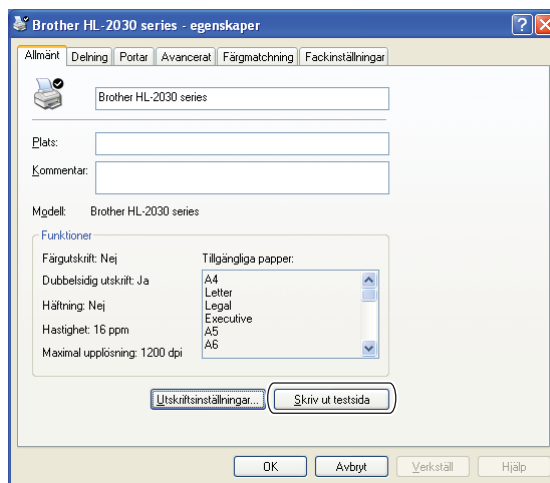 Brother HL-2030 series - egenskaper
Allmänt Delning Portar Avancerat Färgmatchning Fackinställningar
Brother HL-2030 series
Plats:
Kommentar:
Modell: Brother HL-2030 series
Funktioner
Färgutskrift: Nej Tillgängliga papper:
Dubbelsidig utskrift: Ja A4
Letter
Häftning: Nej Legal
Executive
Hastighet: 16 ppm A5
Maximal upplösning: 1200 dpi A6
Utskriftsinställningar... Skriv ut testsida
OK Avbryt Verkställ Hjälp